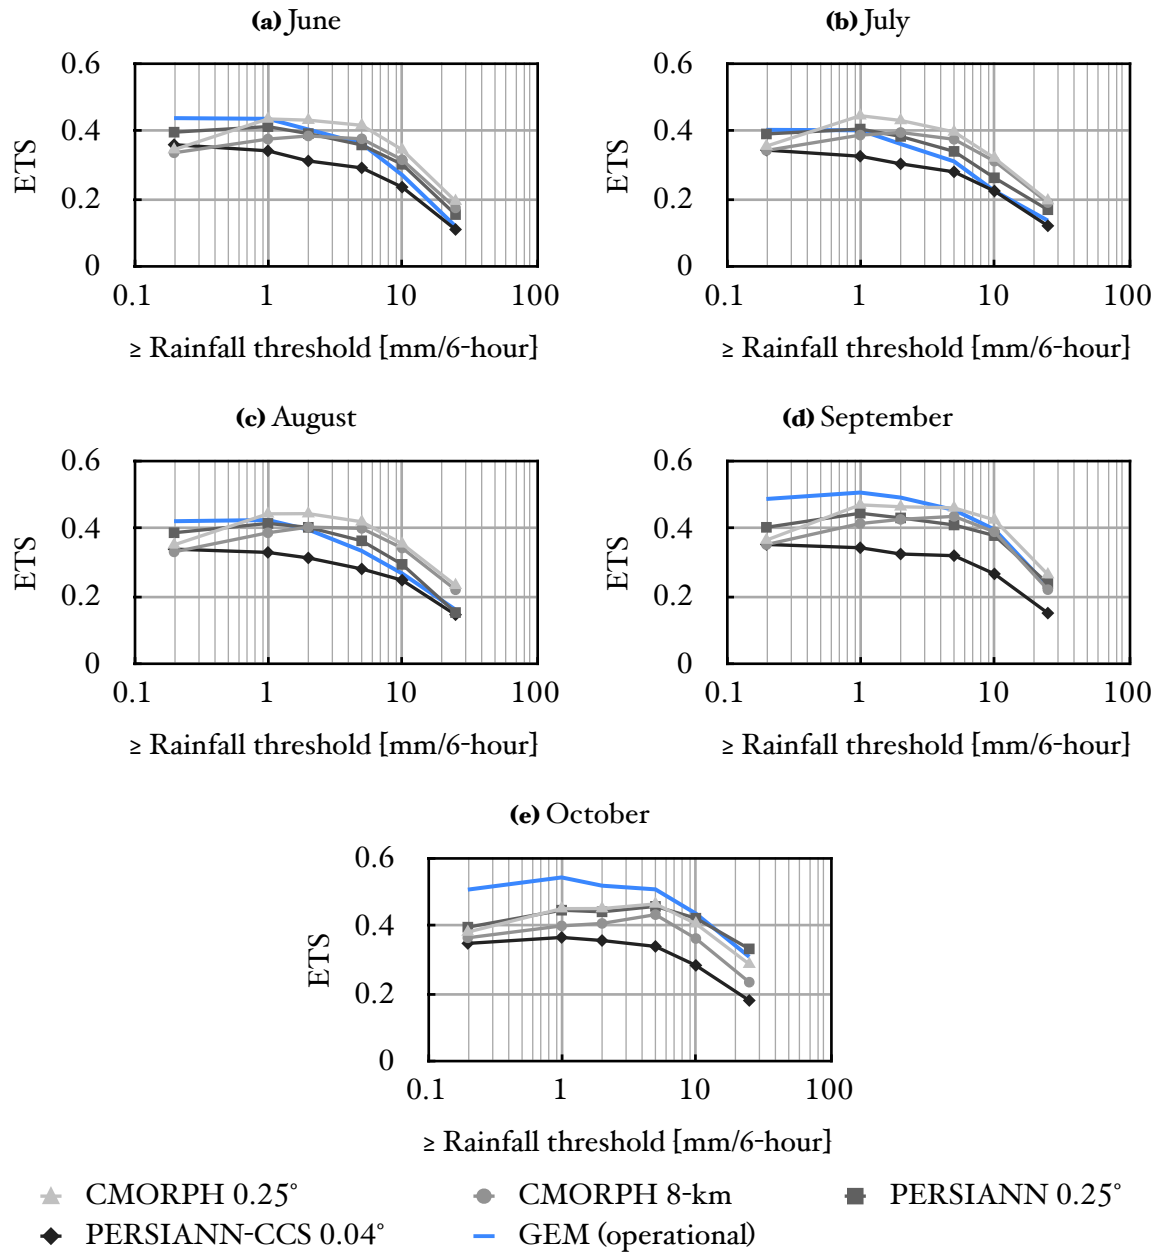 (a) June
(b) July
0.6
0.4
0.2
0
ETS
0.1 1 10 100
≥ Rainfall threshold [mm/6-hour]
0.6
0.4
0.2
0
ETS
0.1 1 10 100
≥ Rainfall threshold [mm/6-hour]
(c) August
(d) September
0.6
0.4
0.2
0
ETS
0.1 1 10 100
≥ Rainfall threshold [mm/6-hour]
0.6
0.4
0.2
0
ETS
0.1 1 10 100
≥ Rainfall threshold [mm/6-hour]
(e) October
0.6
0.4
0.2
0
ETS
0.1 1 10 100
≥ Rainfall threshold [mm/6-hour]
CMORPH 0.25° CMORPH 8-km PERSIANN 0.25°
PERSIANN-CCS 0.04° GEM (operational)